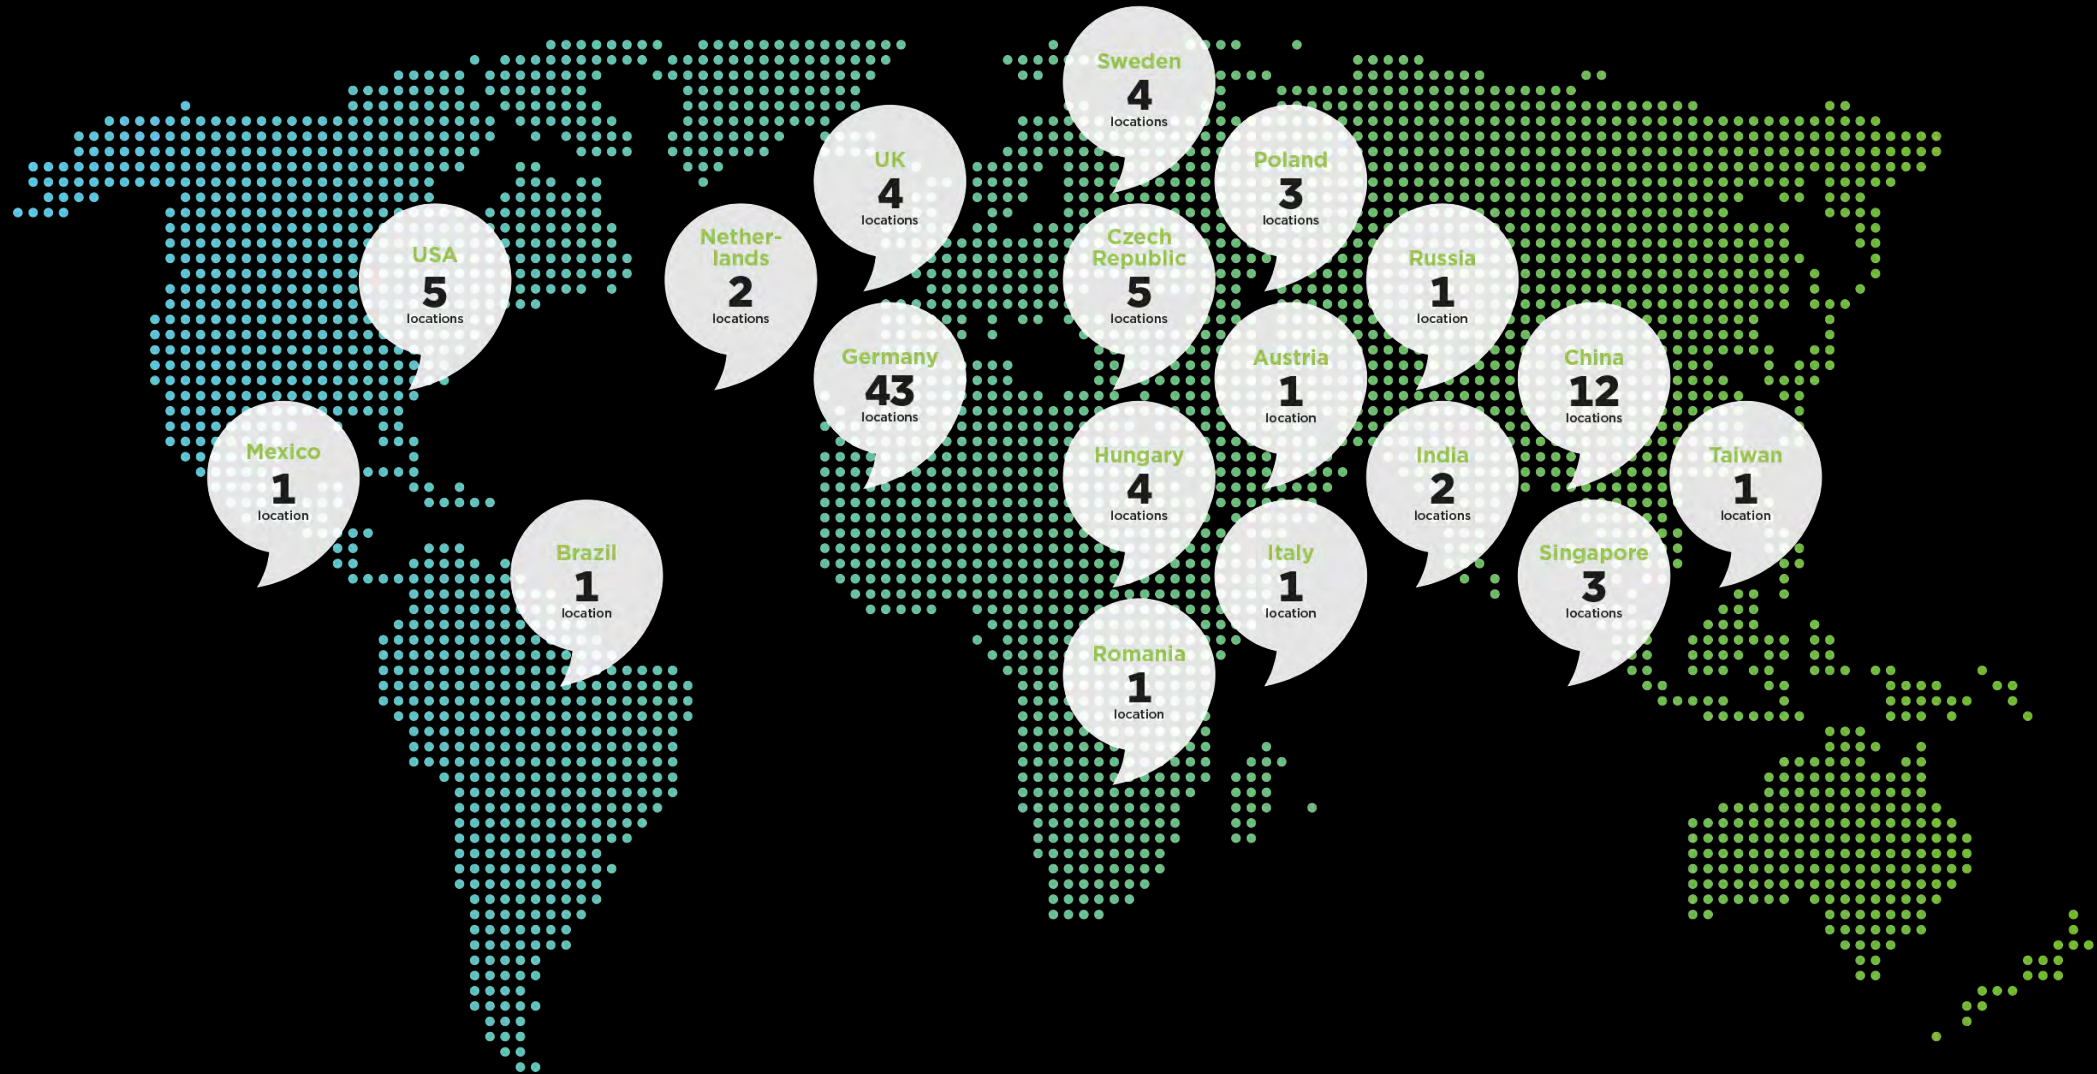 Sweden
4
locations
UK
4
locations
Poland
3
locations
USA
5
locations
Nether-
lands
2
locations
Czech
Republic
5
locations
Russia
1
location
Germany
43
locations
Austria
1
location
China
12
locations
Mexico
1
location
Hungary
4
locations
India
2
locations
Taiwan
1
location
Brazil
1
location
Italy
1
location
Singapore
3
locations
Romania
1
location